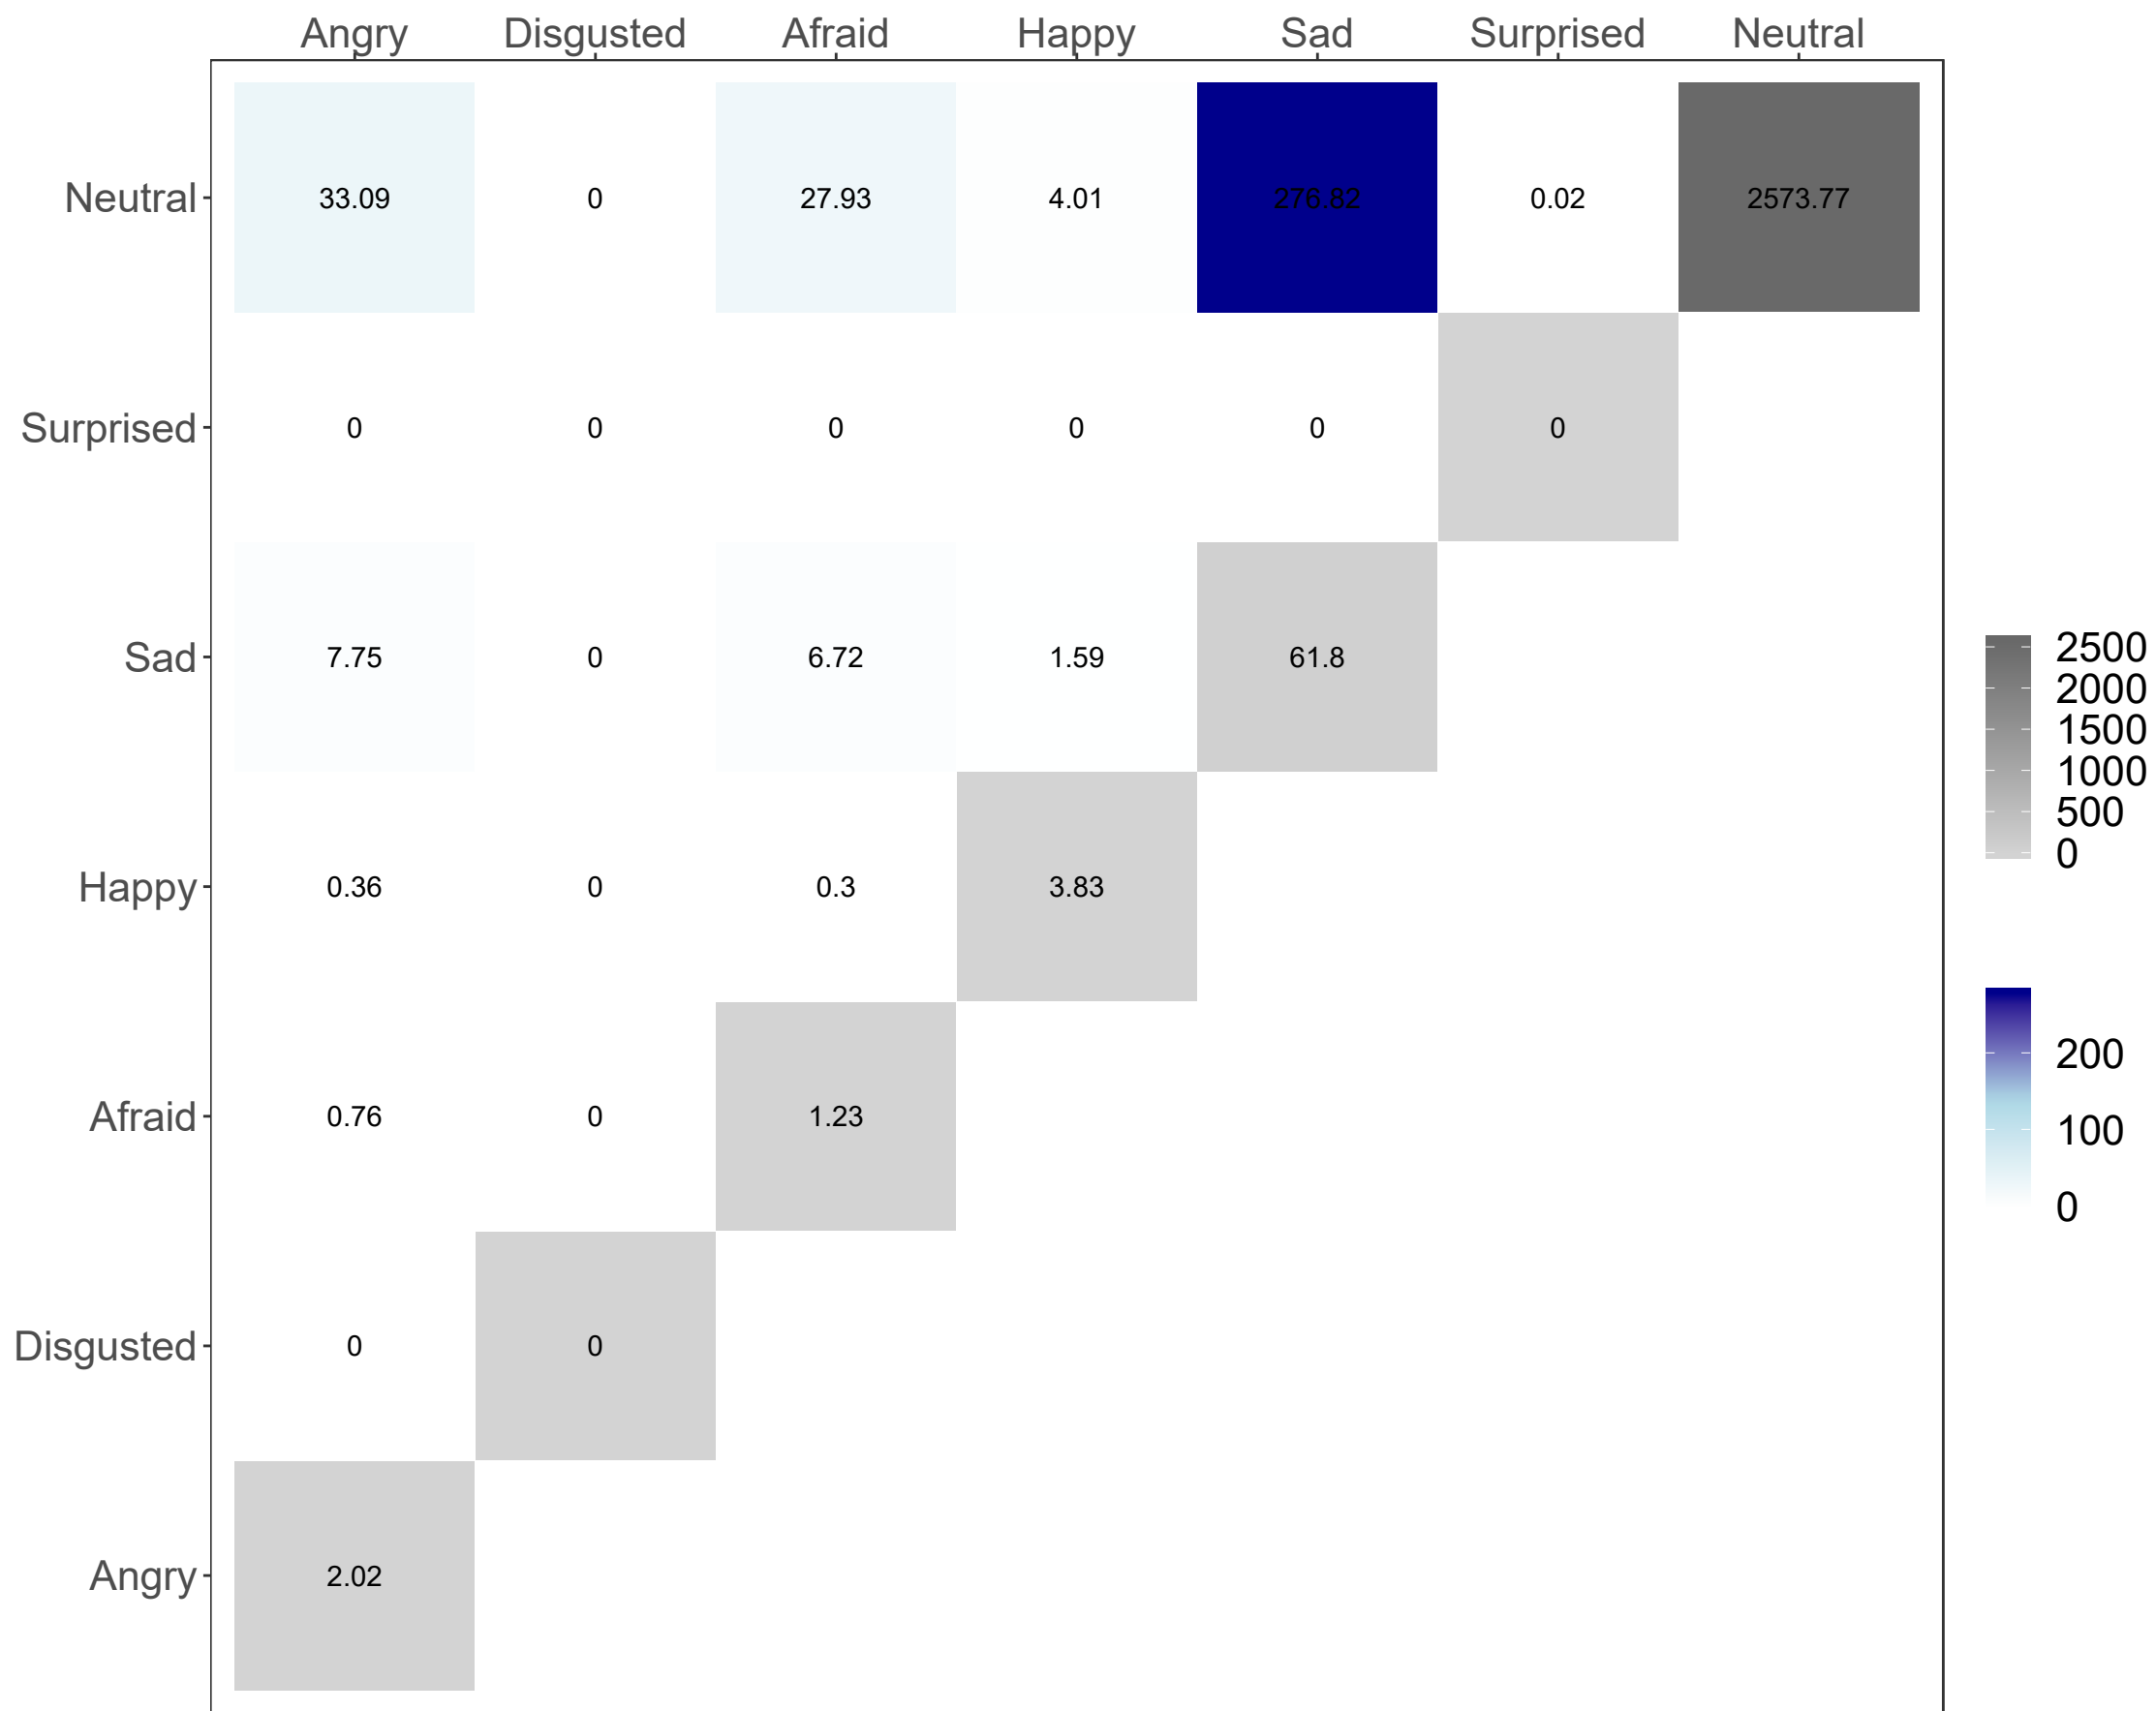 Angry Disgusted Afraid Happy Sad Surprised Neutral
Neutral 33.09 0 27.93 4.01 276.82 0.02 2573.77
Surprised 0 0 0 0 0 0
Sad 7.75 0 6.72 1.59 61.8
Happy 0.36 0 0.3 3.83
Afraid 0.76 0 1.23
Disgusted 0 0
Angry 2.02
2500
2000
1500
1000
500
0
200
100
0